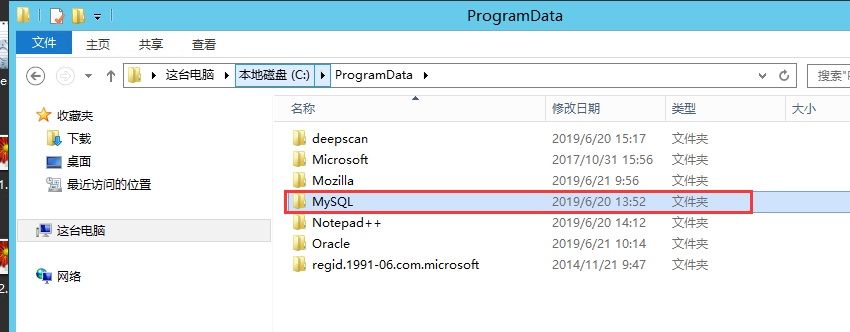 ProgramData
文件 主页 共享 查看
这台电脑 本地磁盘 (C:) ProgramData 搜索"P
名称 修改日期 类型 大小
收藏夹
下载
桌面
最近访问的位置
这台电脑
网络
deepscan 2019/6/20 15:17 文件夹
Microsoft 2017/10/31 15:56 文件夹
Mozilla 2019/6/21 9:56 文件夹
MySQL 2019/6/20 13:52 文件夹
Notepad++ 2019/6/20 14:12 文件夹
Oracle 2019/6/21 10:14 文件夹
regid.1991-06.com.microsoft 2014/11/21 9:47 文件夹
e
1.
2.